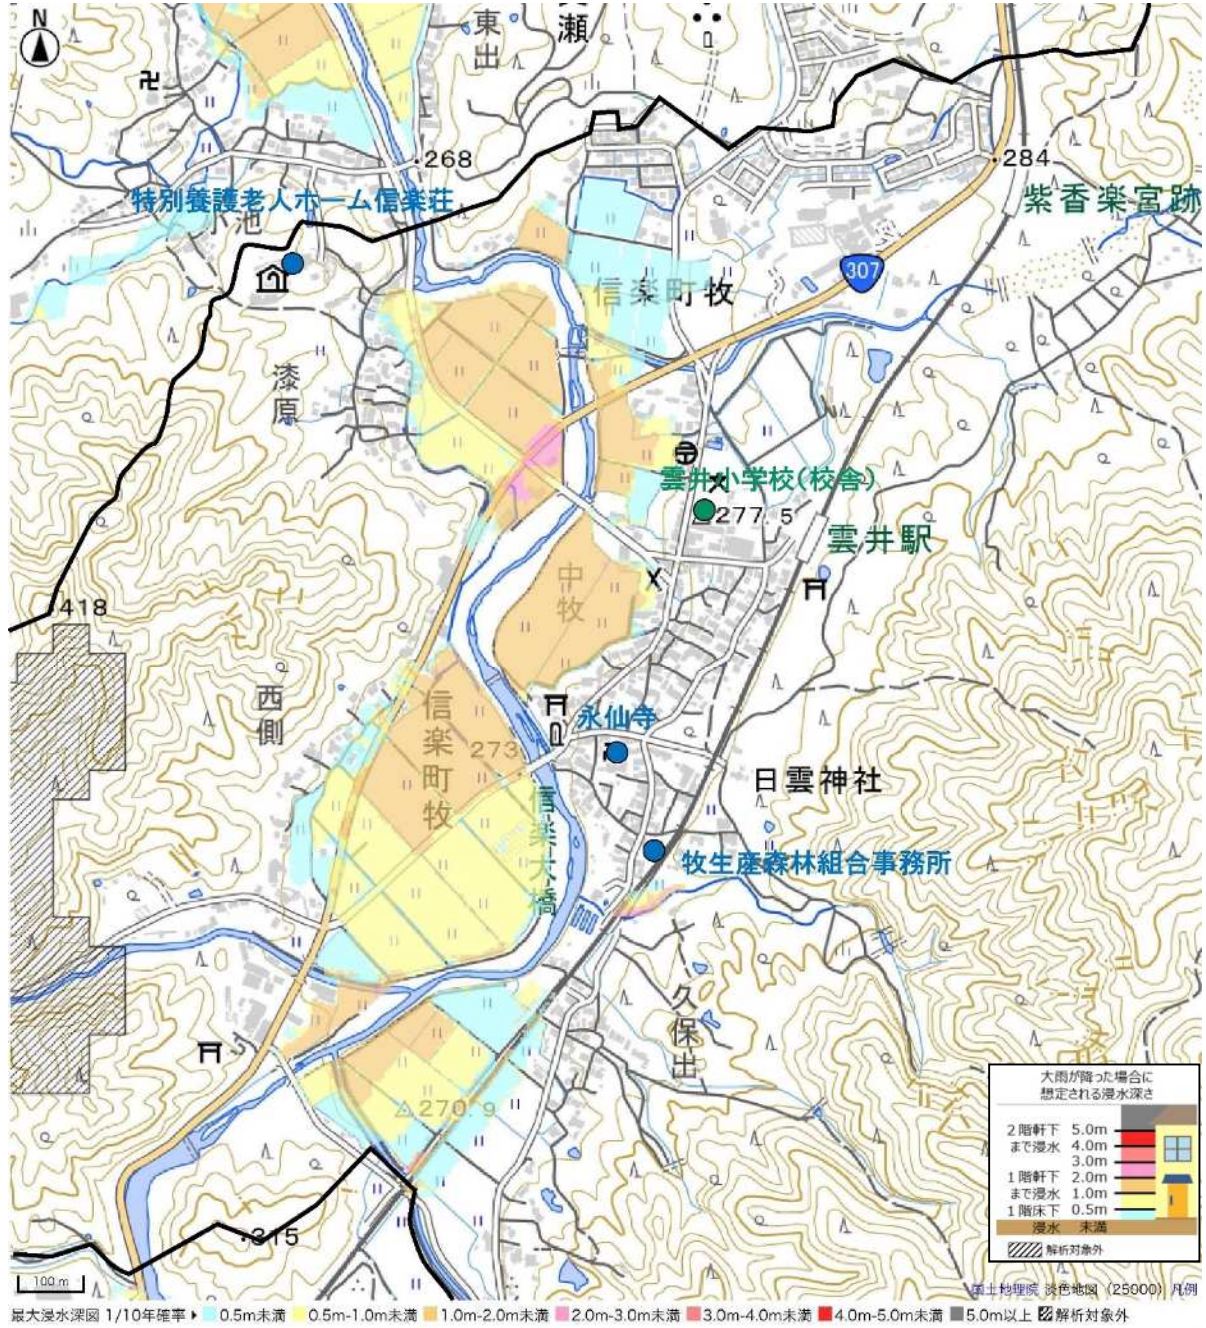 N
東出
瀬
268
284
特別養護老人ホーム信楽荘
小池
紫香楽宮跡
307
信楽町牧
漆原
雲井小学校(校舎)
277.5
雲井駅
中牧
418
西側
信楽町牧
永仙寺
273
日雲神社
信楽大橋
牧生産森林組合事務所
久保出
270.9
315
大雨が降った場合に
想定される浸水深さ
2階軒下 5.0m
まで浸水 4.0m
3.0m
1階軒下 2.0m
まで浸水 1.0m
1階床下 0.5m
浸水 未満
解析対象外
100 m
国土地理院 淡色地図(25000) 凡例
最大浸水深図 1/10年確率 0.5m未満 0.5m-1.0m未満 1.0m-2.0m未満 2.0m-3.0m未満 3.0m-4.0m未満 4.0m-5.0m未満 5.0m以上 解析対象外